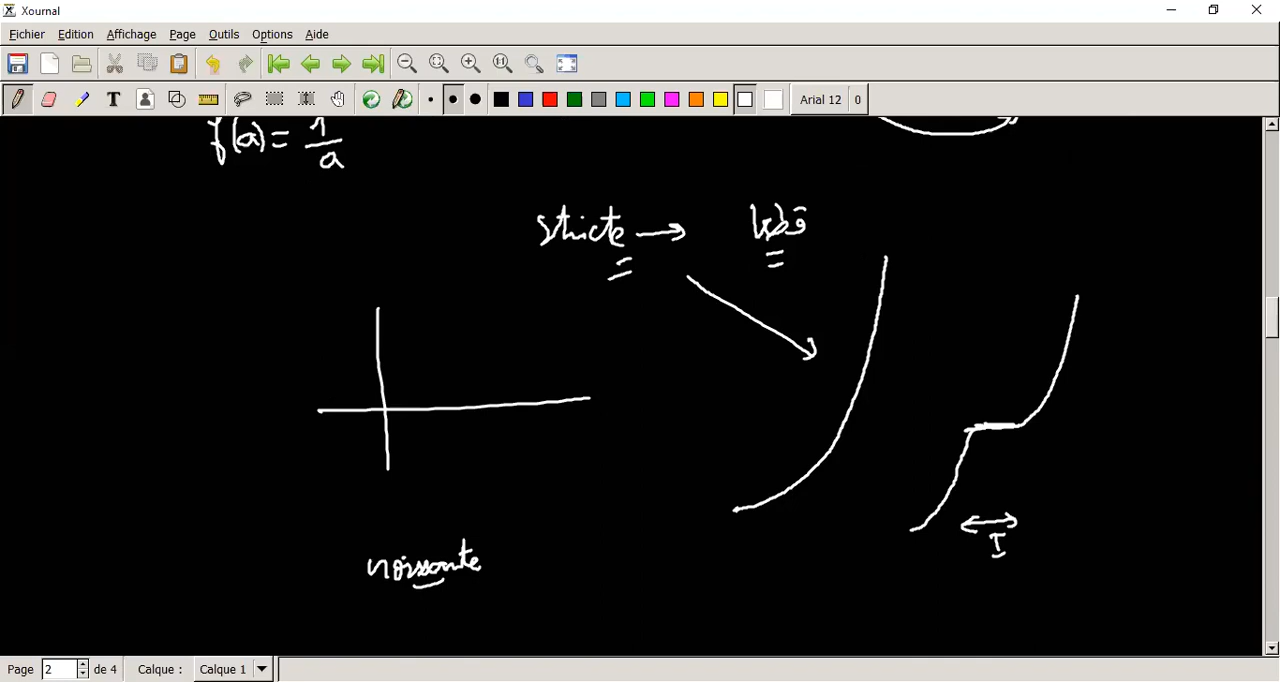 Xournal
Fichier Edition Affichage Page Outils Options Aide
Arial 12 0
f(a) = 1/a
stricte →
I
croissante
Page 2 de 4 Calque : Calque 1